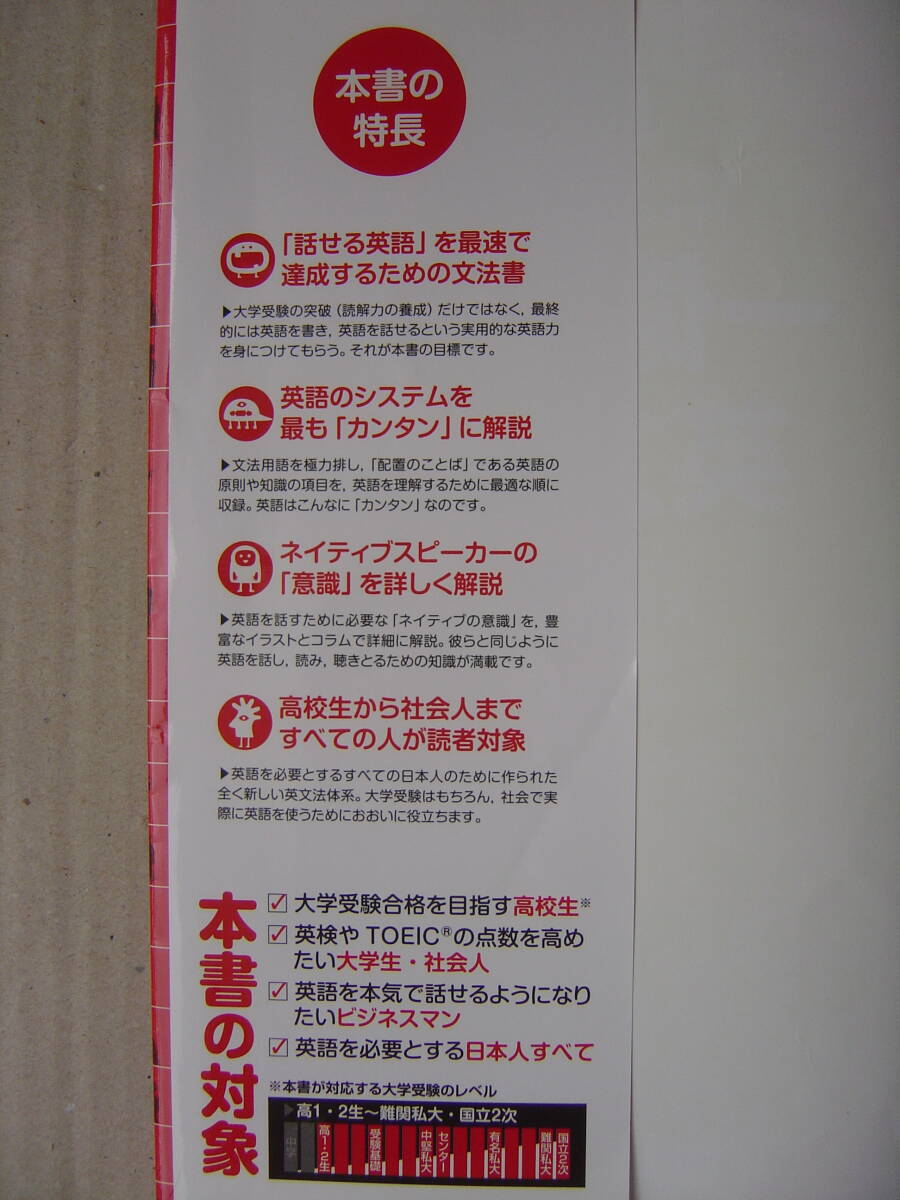 本書の
特長
「話せる英語」を最速で
達成するための文法書
▶大学受験の突破（読解力の養成）だけではなく，最終
的には英語を書き，英語を話せるという実用的な英語力
を身につけてもらう。それが本書の目標です。
英語のシステムを
最も「カンタン」に解説
▶文法用語を極力排し，「配置のことば」である英語の
原則や知識の項目を，英語を理解するために最適な順に
収録。英語はこんなに「カンタン」なのです。
ネイティブスピーカーの
「意識」を詳しく解説
▶英語を話すために必要な「ネイティブの意識」を，豊
富なイラストとコラムで詳細に解説。彼らと同じように
英語を話し，読み，聴きとるための知識が満載です。
高校生から社会人まで
すべての人が読者対象
▶英語を必要とするすべての日本人のために作られた
全く新しい英文法体系。大学受験はもちろん，社会で実
際に英語を使うためにおおいに役立ちます。
本書の対象
大学受験合格を目指す高校生※
英検や TOEIC®の点数を高め
たい大学生・社会人
英語を本気で話せるようになり
たいビジネスマン
英語を必要とする日本人すべて
※本書が対応する大学受験のレベル
▶高1・2生～難関私大・国立2次
中学
高1・2生
受験基礎
中堅私大
センター
有名私大
難関私大
国立2次